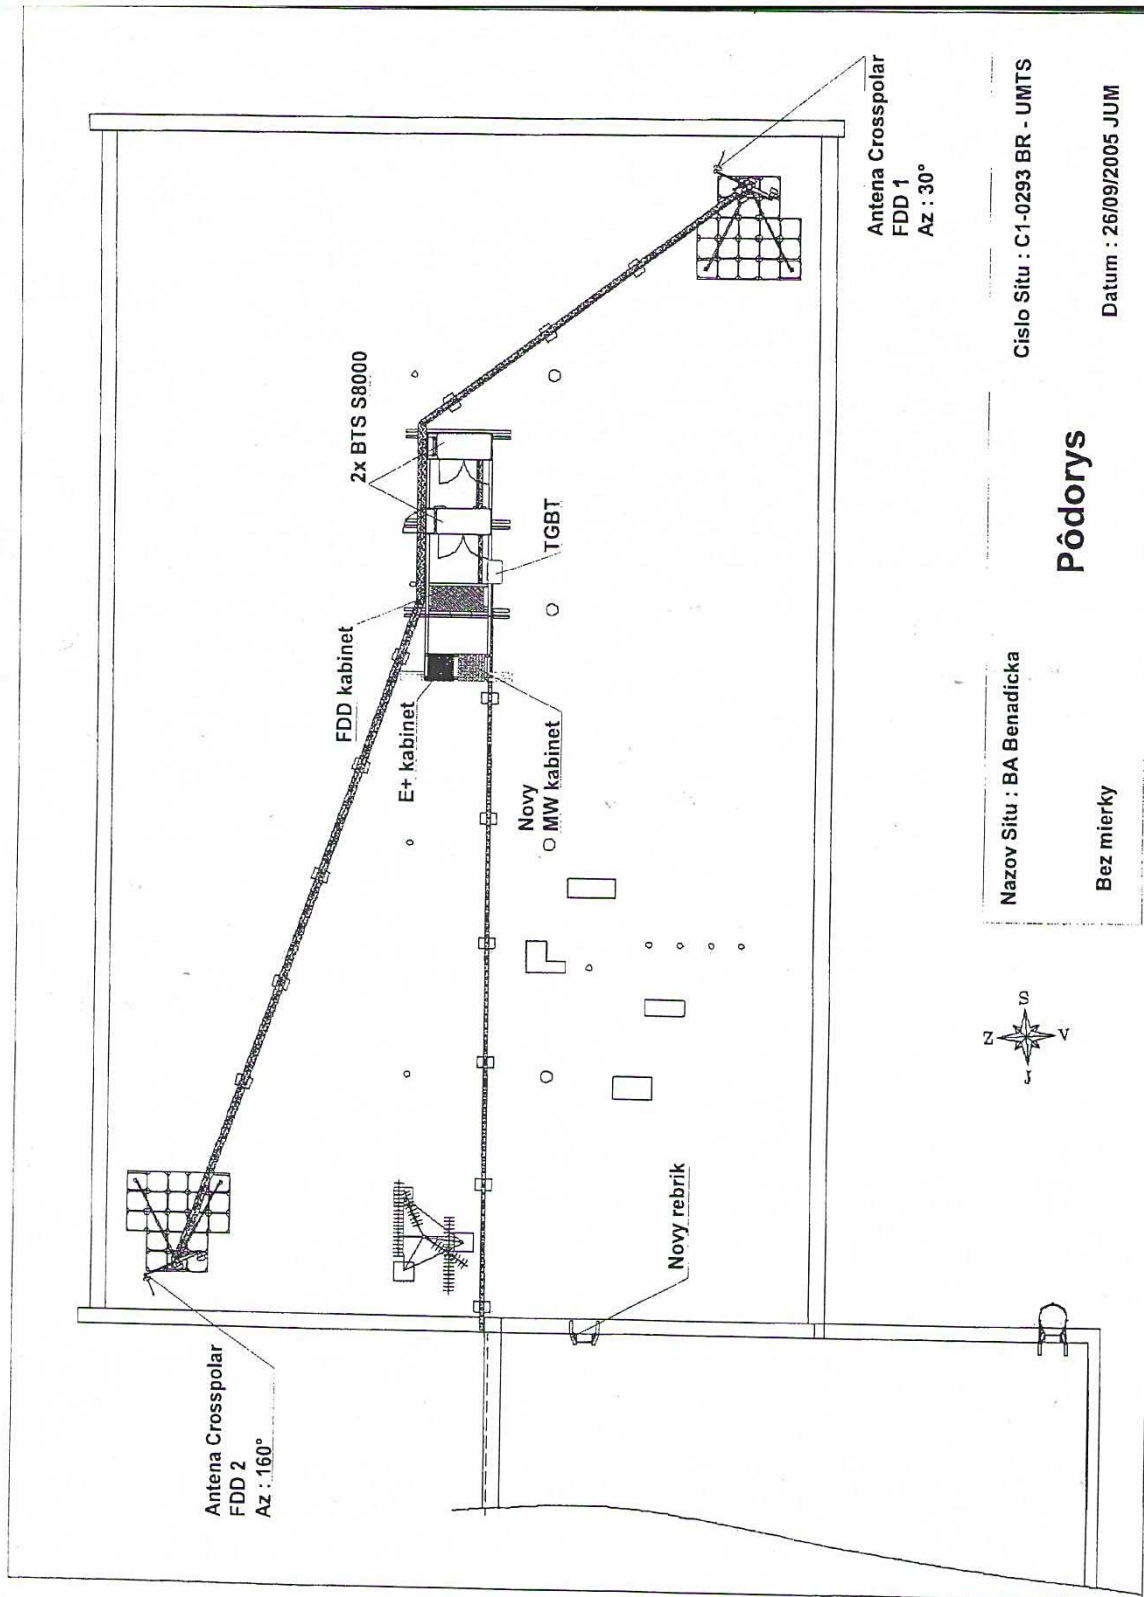 Antena Crosspolar
FDD 2
Az : 160°
FDD kabinet
E+ kabinet
2x BTS S8000
TGBT
Novy
MW kabinet
Novy rebrik
Antena Crosspolar
FDD 1
Az : 30°
Z
S
J
V
Nazov Situ : BA Benadicka
Cislo Situ : C1-0293 BR - UMTS
Pôdorys
Bez mierky
Datum : 26/09/2005 JUM